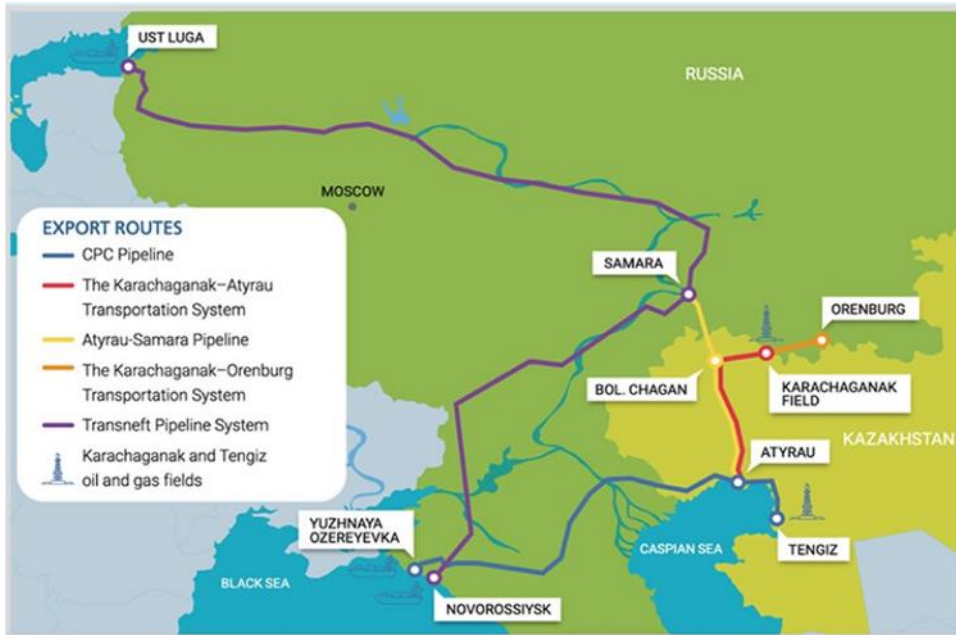 UST LUGA
RUSSIA
MOSCOW
EXPORT ROUTES
CPC Pipeline
The Karachaganak–Atyrau
Transportation System
Atyrau-Samara Pipeline
The Karachaganak–Orenburg
Transportation System
Transneft Pipeline System
Karachaganak and Tengiz
oil and gas fields
SAMARA
ORENBURG
BOL. CHAGAN
KARACHAGANAK
FIELD
KAZAKHSTAN
ATYRAU
YUZHNAYA
OZEREYEVKA
CASPIAN SEA
TENGIZ
BLACK SEA
NOVOROSSIYSK